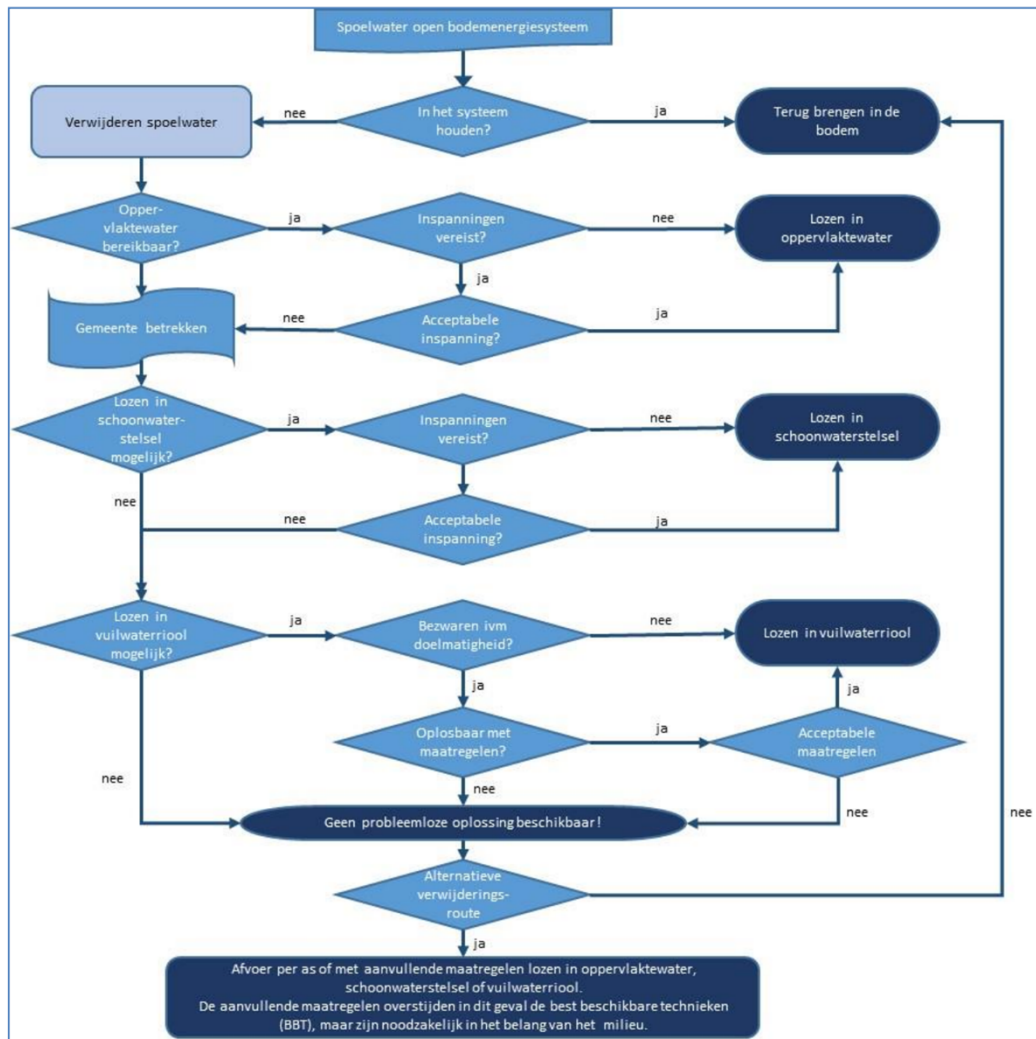 Spoelwater open bodemenergiesysteem
nee
In het systeem
houden?
ja
Verwijderen spoelwater
Terug brengen in de
bodem
Opper-
vlaktewater
bereikbaar?
ja
Inspanningen
vereist?
nee
Lozen in
oppervlaktewater
ja
Gemeente betrekken
nee
Acceptabele
inspanning?
ja
Lozen in
schoonwater-
stelsel
mogelijk?
ja
Inspanningen
vereist?
nee
Lozen in
schoonwaterstelsel
nee
nee
Acceptabele
inspanning?
ja
Lozen in
vuilwaterriool
mogelijk?
ja
Bezwaren ivm
doelmatigheid?
nee
Lozen in vuilwaterriool
ja
ja
Oplosbaar met
maatregelen?
ja
Acceptabele
maatregelen
nee
nee
nee
nee
Geen probleemloze oplossing beschikbaar!
Alternatieve
verwijderings-
route
ja
Afvoer per as of met aanvullende maatregelen lozen in oppervlaktewater,
schoonwaterstelsel of vuilwaterriool.
De aanvullende maatregelen overstijden in dit geval de best beschikbare technieken
(BBT), maar zijn noodzakelijk in het belang van het milieu.